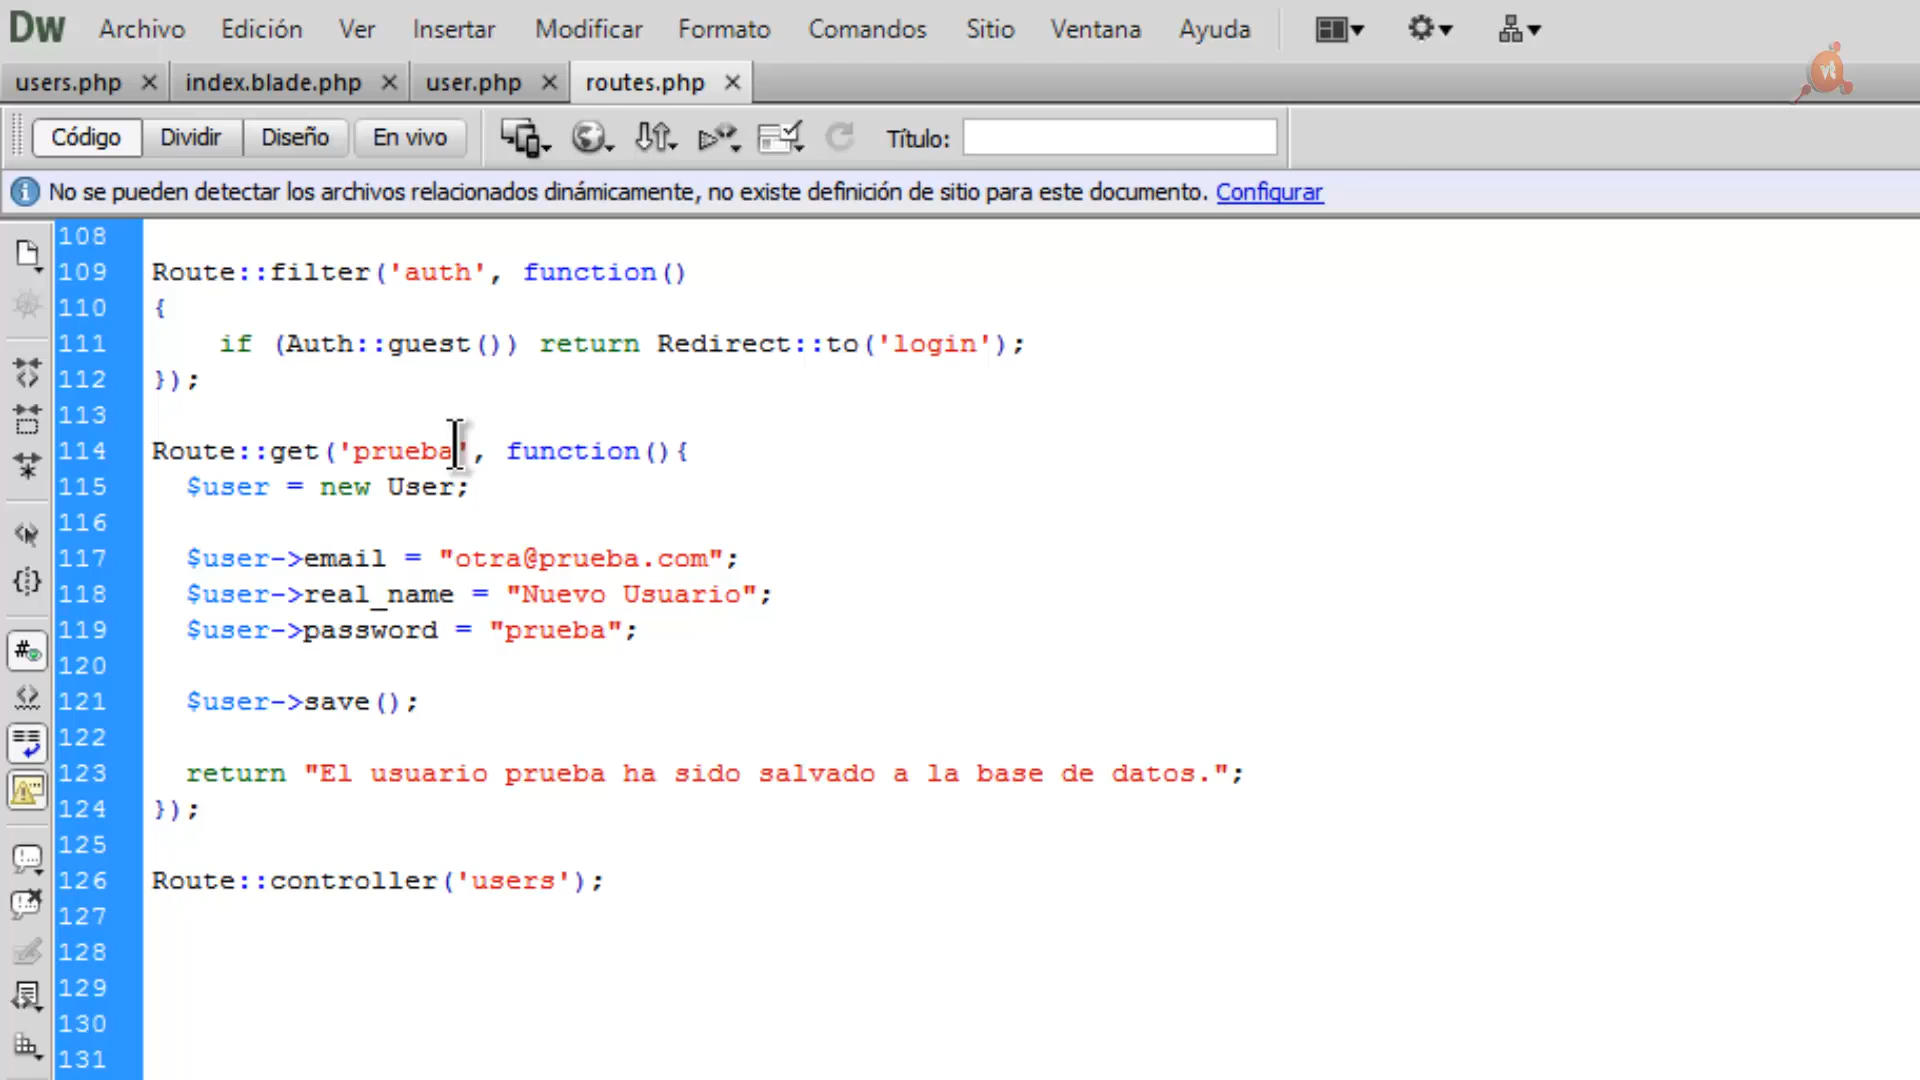 Dw Archivo Edición Ver Insertar Modificar Formato Comandos Sitio Ventana Ayuda
users.php index.blade.php user.php routes.php
vt
Código Dividir Diseño En vivo Título:
No se pueden detectar los archivos relacionados dinámicamente, no existe definición de sitio para este documento. Configurar
108
109 Route::filter('auth', function()
110 {
111 if (Auth::guest()) return Redirect::to('login');
112 });
113
114 Route::get('prueba', function(){
115 $user = new User;
116
117 $user->email = "otra@prueba.com";
118 $user->real_name = "Nuevo Usuario";
119 $user->password = "prueba";
120
121 $user->save();
122
123 return "El usuario prueba ha sido salvado a la base de datos.";
124 });
125
126 Route::controller('users');
127
128
129
130
131